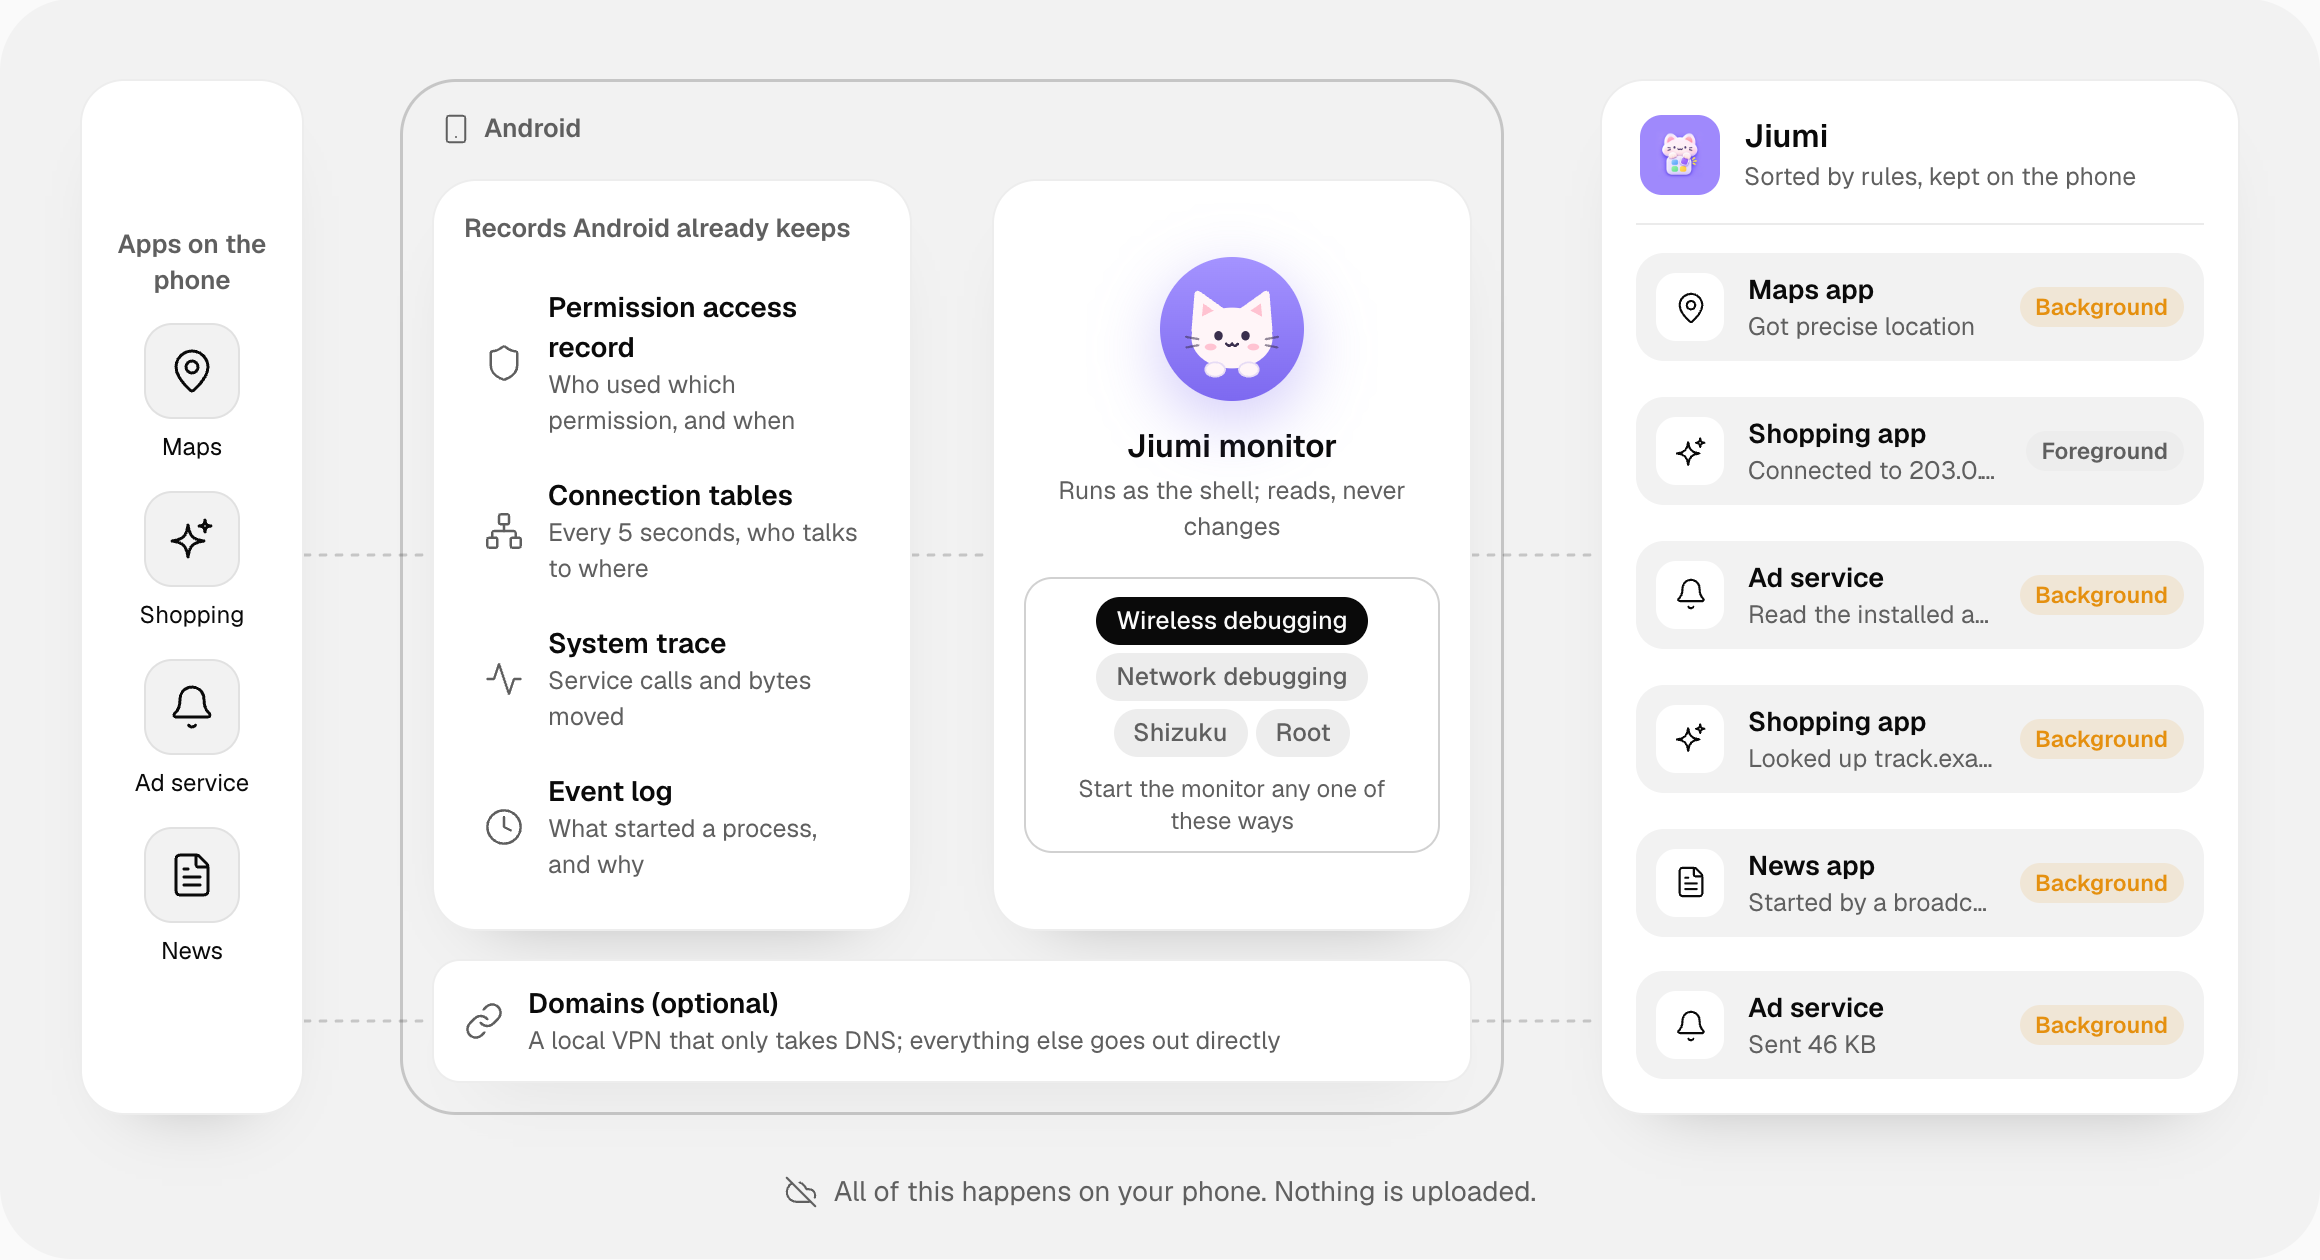 Apps on the
phone
Maps
Shopping
Ad service
News
Android
Records Android already keeps
Permission access
record
Who used which
permission, and when
Connection tables
Every 5 seconds, who talks
to where
System trace
Service calls and bytes
moved
Event log
What started a process,
and why
Jiumi monitor
Runs as the shell; reads, never
changes
Wireless debugging
Network debugging
Shizuku
Root
Start the monitor any one of
these ways
Domains (optional)
A local VPN that only takes DNS; everything else goes out directly
Jiumi
Sorted by rules, kept on the phone
Maps app
Got precise location
Background
Shopping app
Connected to 203.0...
Foreground
Ad service
Read the installed a...
Background
Shopping app
Looked up track.exa...
Background
News app
Started by a broadc...
Background
Ad service
Sent 46 KB
Background
All of this happens on your phone. Nothing is uploaded.